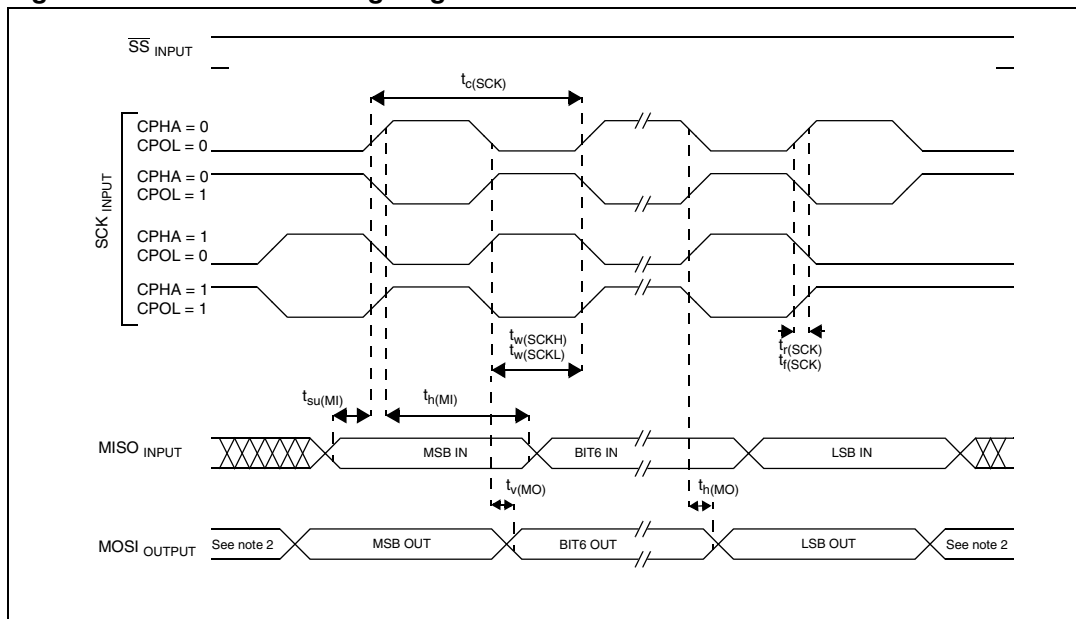 SS INPUT
tc(SCK)
SCK INPUT
CPHA = 0
CPOL = 0
CPHA = 0
CPOL = 1
CPHA = 1
CPOL = 0
CPHA = 1
CPOL = 1
tw(SCKH)
tw(SCKL)
tr(SCK)
tf(SCK)
tsu(MI)
th(MI)
MISO INPUT
MSB IN
BIT6 IN
LSB IN
tv(MO)
th(MO)
MOSI OUTPUT
See note 2
MSB OUT
BIT6 OUT
LSB OUT
See note 2